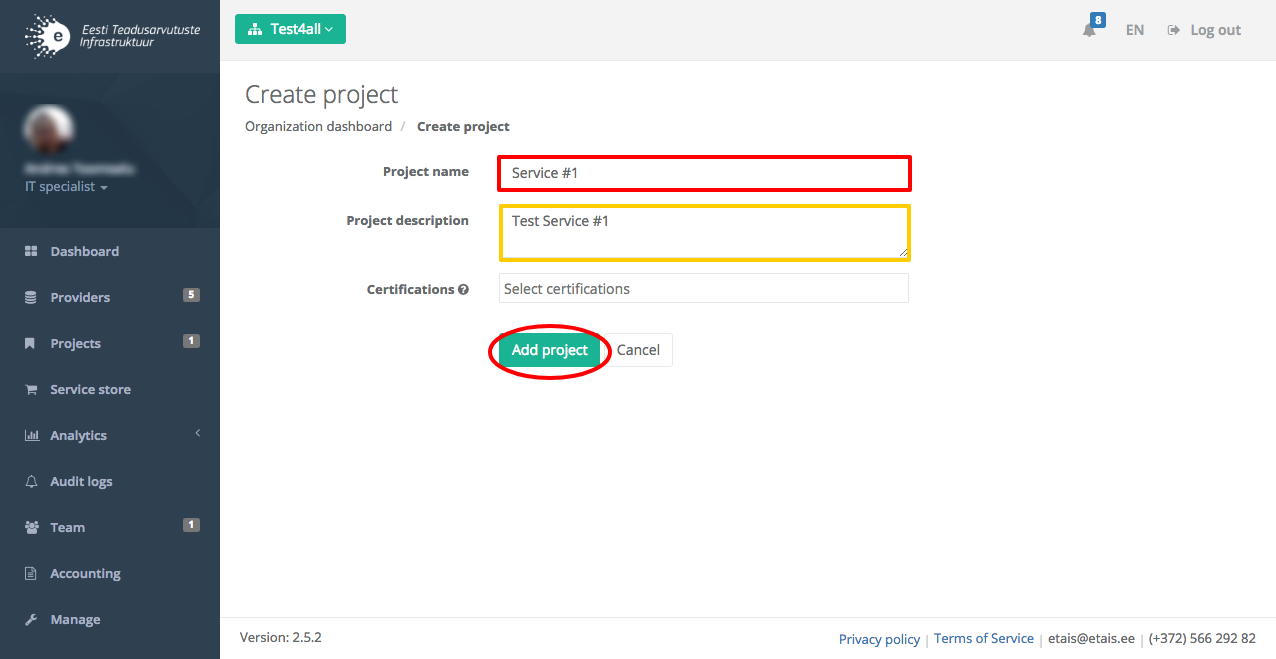 Eesti Teadusarvutuste
Infrastruktuur
Test4all
8
EN
Log out
IT specialist
Dashboard
Providers 5
Projects 1
Service store
Analytics
Audit logs
Team 1
Accounting
Manage
Create project
Organization dashboard / Create project
Project name Service #1
Project description Test Service #1
Certifications Select certifications
Add project Cancel
Version: 2.5.2
Privacy policy | Terms of Service | etais@etais.ee | (+372) 566 292 82